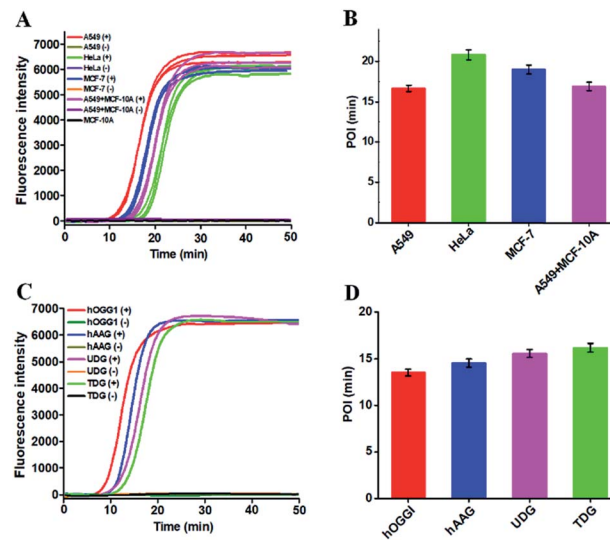 A
7000
6000
5000
4000
3000
2000
1000
0
Fluorescence intensity
A549 (+)
A549 (-)
HeLa (+)
HeLa (-)
MCF-7 (+)
MCF-7 (-)
A549+MCF-10A (+)
A549+MCF-10A (-)
MCF-10A
0 10 20 30 40 50
Time (min)
B
20
15
10
5
0
POI (min)
A549 HeLa MCF-7 A549+MCF-10A
C
7000
6000
5000
4000
3000
2000
1000
0
Fluorescence intensity
hOGG1 (+)
hOGG1 (-)
hAAG (+)
hAAG (-)
UDG (+)
UDG (-)
TDG (+)
TDG (-)
0 10 20 30 40 50
Time (min)
D
20
15
10
5
0
POI (min)
hOGGI hAAG UDG TDG